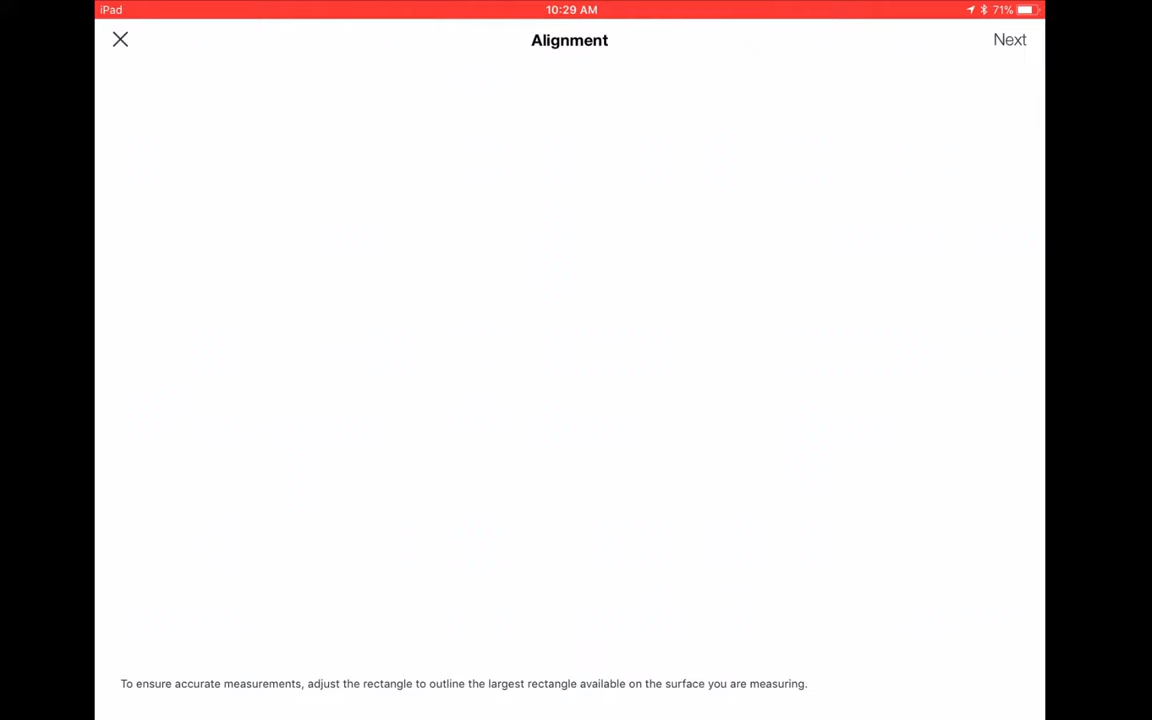 iPad 10:29 AM 71%
Alignment
Next
To ensure accurate measurements, adjust the rectangle to outline the largest rectangle available on the surface you are measuring.